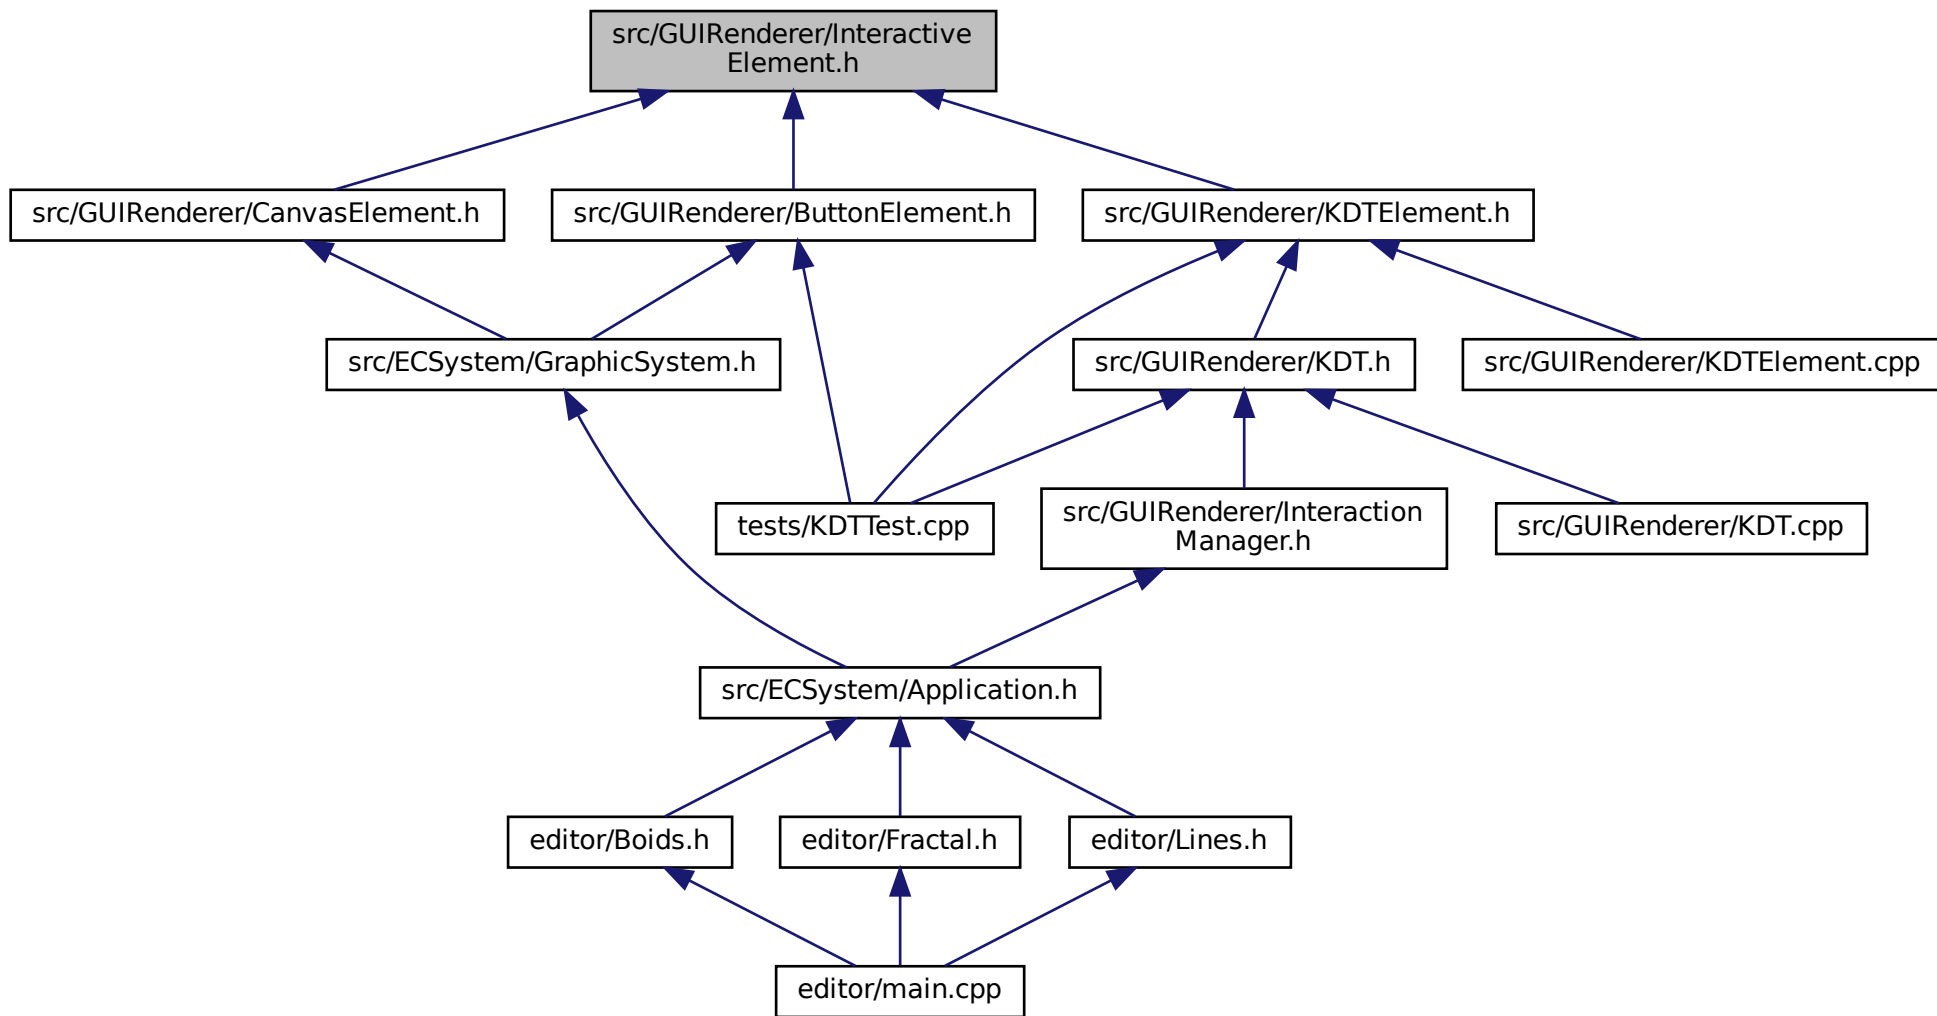 src/GUIRenderer/Interactive
Element.h
src/GUIRenderer/CanvasElement.h
src/GUIRenderer/ButtonElement.h
src/GUIRenderer/KDTElement.h
src/ECSystem/GraphicSystem.h
src/GUIRenderer/KDT.h
src/GUIRenderer/KDTElement.cpp
tests/KDTTest.cpp
src/GUIRenderer/Interaction
Manager.h
src/GUIRenderer/KDT.cpp
src/ECSystem/Application.h
editor/Boids.h
editor/Fractal.h
editor/Lines.h
editor/main.cpp